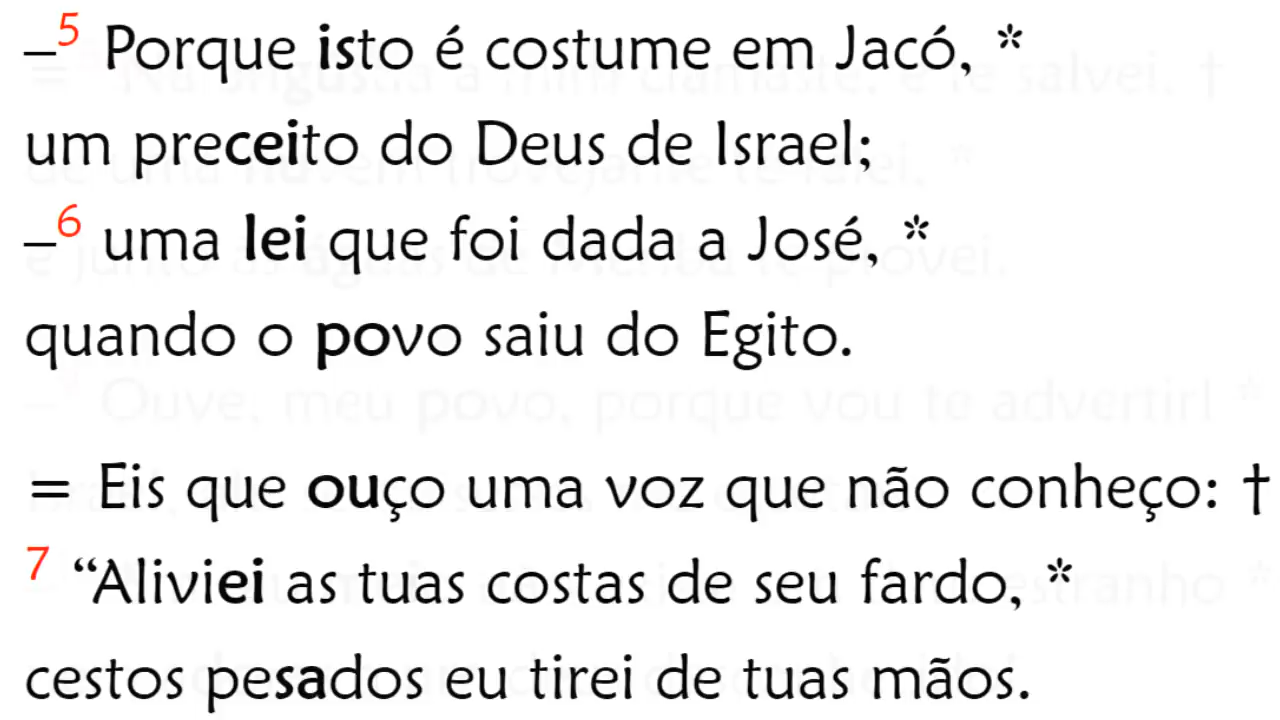 –5 Porque isto é costume em Jacó, *
um preceito do Deus de Israel;
–6 uma lei que foi dada a José, *
quando o povo saiu do Egito.
= Eis que ouço uma voz que não conheço: †
7 “Aliviei as tuas costas de seu fardo, *
cestos pesados eu tirei de tuas mãos.